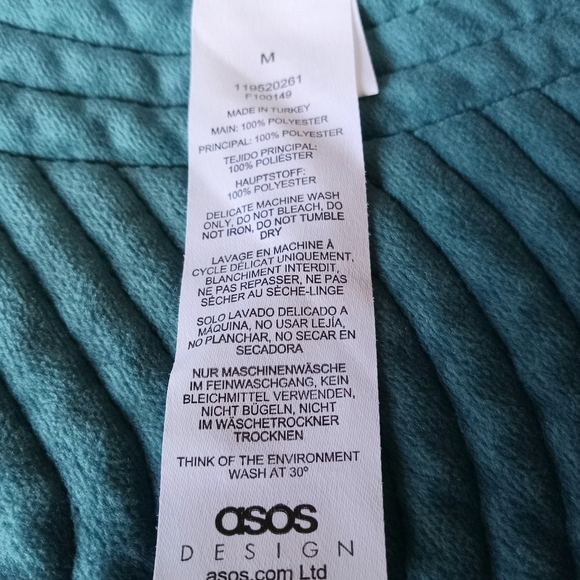 M
119520261
F100149
MADE IN TURKEY
MAIN: 100% POLYESTER
PRINCIPAL: 100% POLYESTER
TEJIDO PRINCIPAL:
100% POLIÉSTER
HAUPTSTOFF:
100% POLYESTER
DELICATE MACHINE WASH
ONLY, DO NOT BLEACH, DO
NOT IRON, DO NOT TUMBLE
DRY
LAVAGE EN MACHINE À
CYCLE DÉLICAT UNIQUEMENT,
BLANCHIMENT INTERDIT,
NE PAS REPASSER, NE PAS
SÉCHER AU SÈCHE-LINGE
SOLO LAVADO DELICADO A
MÁQUINA, NO USAR LEJÍA,
NO PLANCHAR, NO SECAR EN
SECADORA
NUR MASCHINENWÄSCHE
IM FEINWASCHGANG, KEIN
BLEICHMITTEL VERWENDEN,
NICHT BÜGELN, NICHT
IM WÄSCHETROCKNER
TROCKNEN
THINK OF THE ENVIRONMENT
WASH AT 30º
asos
DESIGN
asos.com Ltd